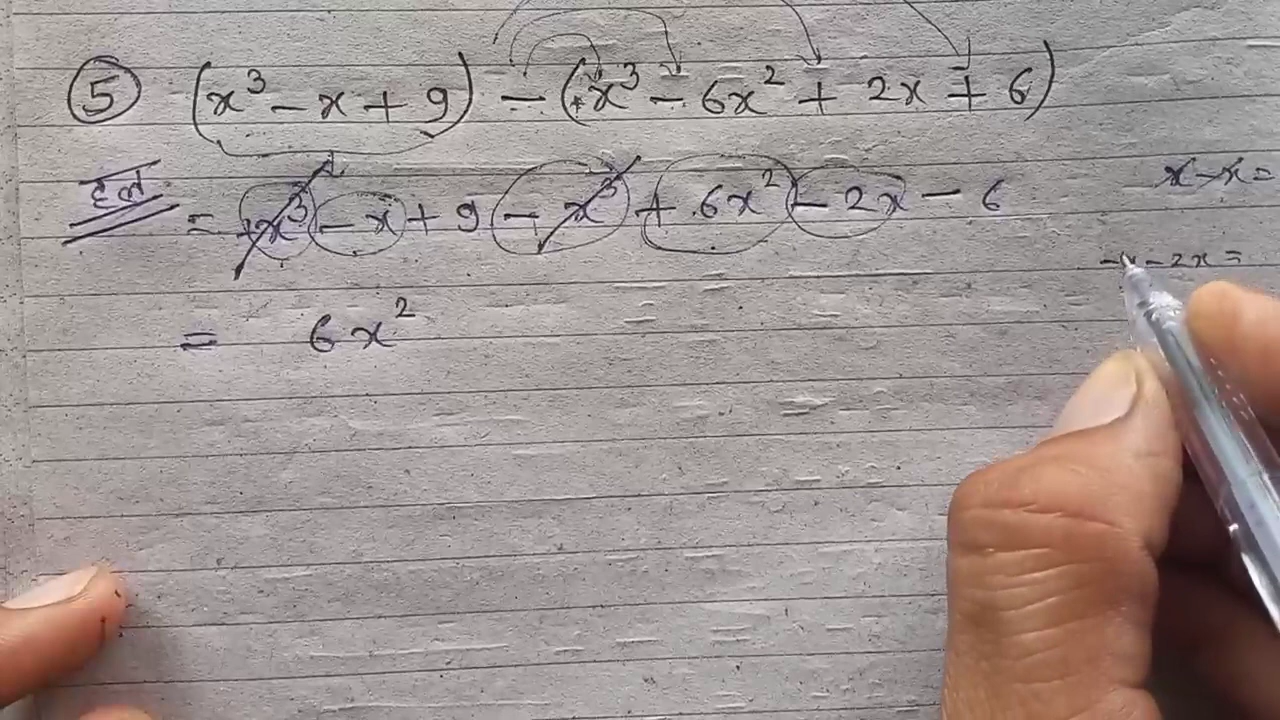 ⑤ (x³ - x + 9) - (x³ - 6x² + 2x + 6)
हल = x³ - x + 9 - x³ + 6x² - 2x - 6
x - x =
- x - 2x =
= 6x²